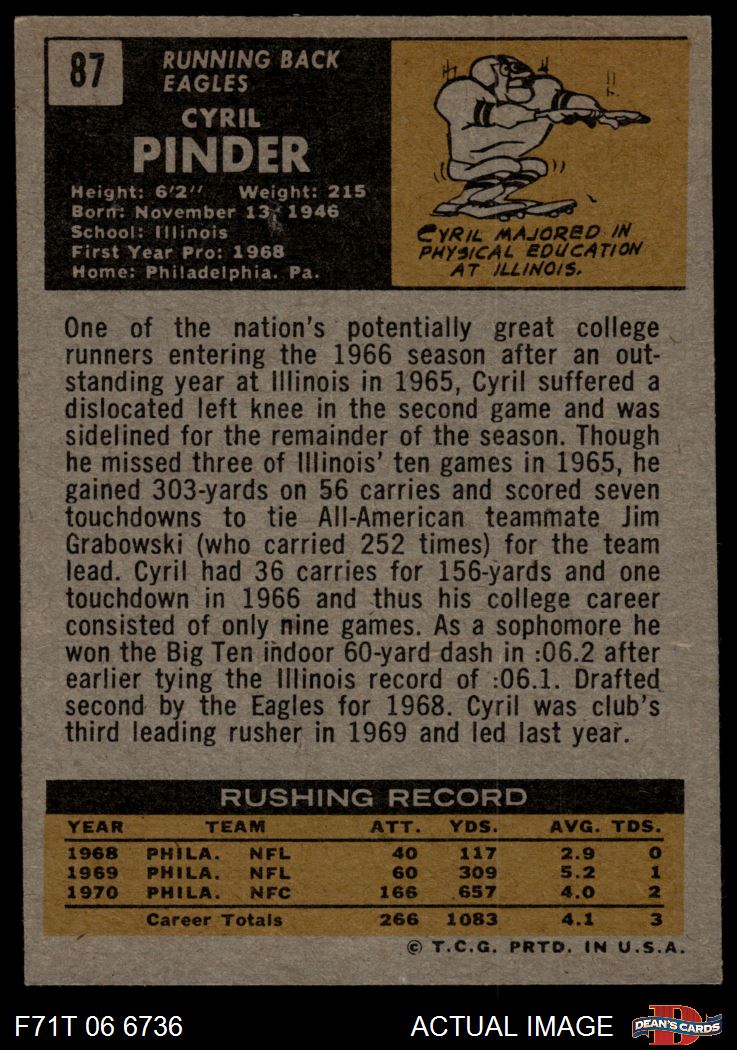 87
RUNNING BACK
EAGLES
CYRIL
PINDER
Height: 6'2" Weight: 215
Born: November 13, 1946
School: Illinois
First Year Pro: 1968
Home: Philadelphia. Pa.
CYRIL MAJORED IN
PHYSICAL EDUCATION
AT ILLINOIS.
One of the nation's potentially great college
runners entering the 1966 season after an out-
standing year at Illinois in 1965, Cyril suffered a
dislocated left knee in the second game and was
sidelined for the remainder of the season. Though
he missed three of Illinois' ten games in 1965, he
gained 303-yards on 56 carries and scored seven
touchdowns to tie All-American teammate Jim
Grabowski (who carried 252 times) for the team
lead. Cyril had 36 carries for 156-yards and one
touchdown in 1966 and thus his college career
consisted of only nine games. As a sophomore he
won the Big Ten indoor 60-yard dash in :06.2 after
earlier tying the Illinois record of :06.1. Drafted
second by the Eagles for 1968. Cyril was club's
third leading rusher in 1969 and led last year.
RUSHING RECORD
YEAR TEAM ATT. YDS. AVG. TDS.
1968 PHILA. NFL 40 117 2.9 0
1969 PHILA. NFL 60 309 5.2 1
1970 PHILA. NFC 166 657 4.0 2
Career Totals 266 1083 4.1 3
© T.C.G. PRTD. IN U.S.A.
F71T 06 6736 ACTUAL IMAGE DEAN'S CARDS